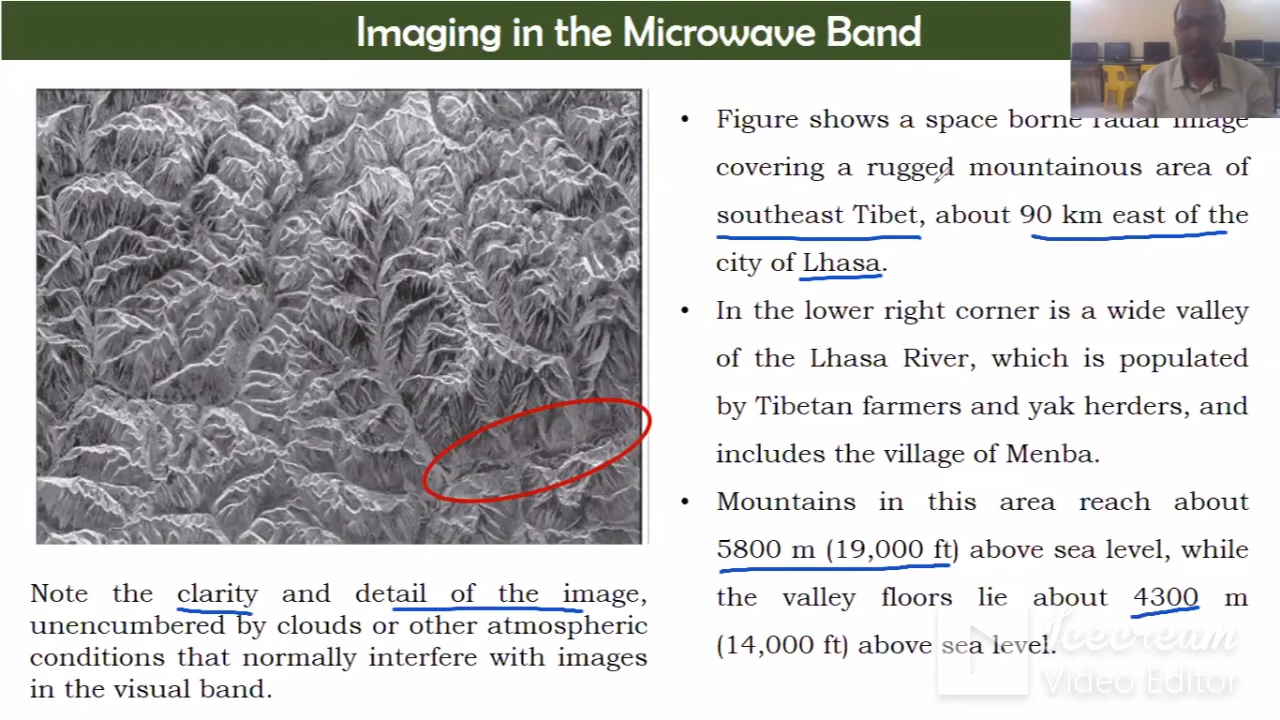 Imaging in the Microwave Band
• Figure shows a space borne radar image
covering a rugged mountainous area of
southeast Tibet, about 90 km east of the
city of Lhasa.
• In the lower right corner is a wide valley
of the Lhasa River, which is populated
by Tibetan farmers and yak herders, and
includes the village of Menba.
• Mountains in this area reach about
5800 m (19,000 ft) above sea level, while
the valley floors lie about 4300 m
(14,000 ft) above sea level.
Note the clarity and detail of the image,
unencumbered by clouds or other atmospheric
conditions that normally interfere with images
in the visual band.
Icecream
Video Editor